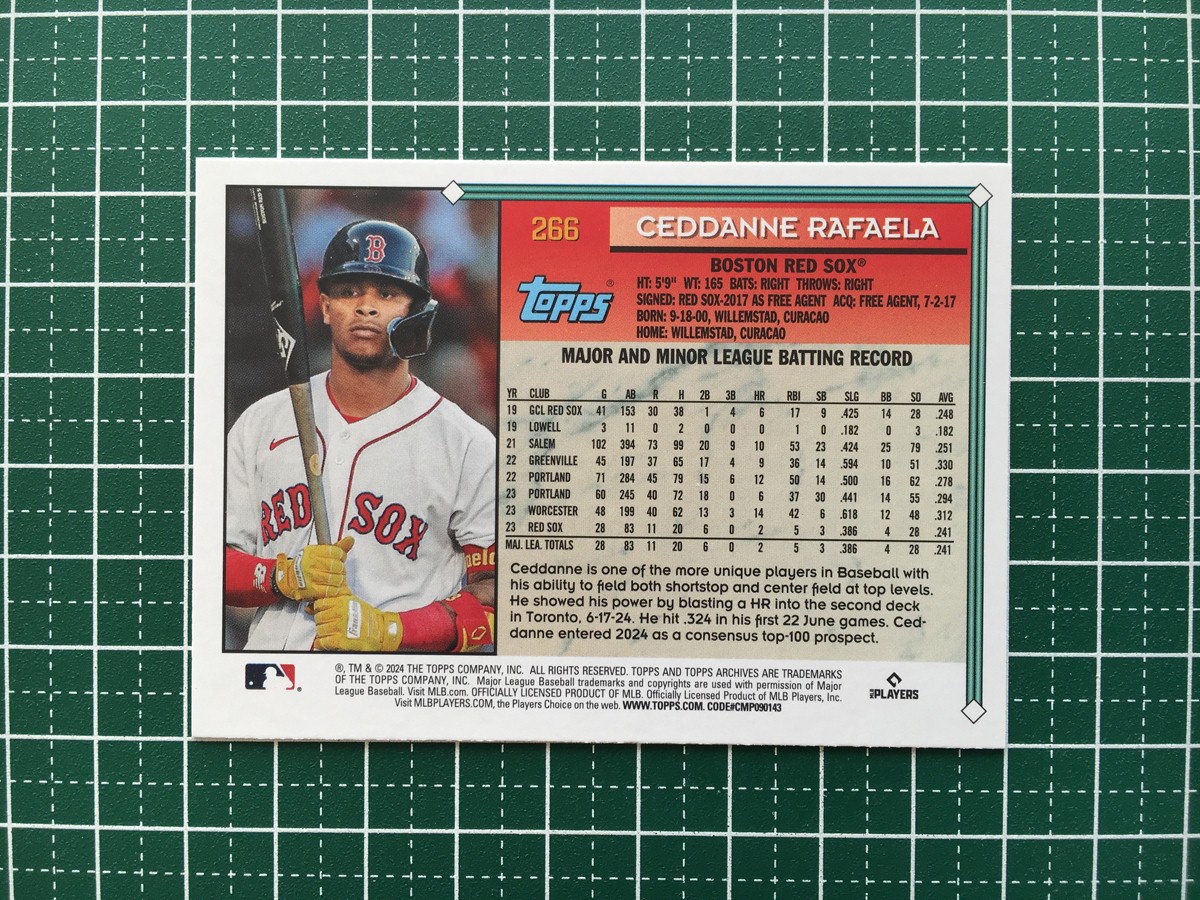 266
CEDDANNE RAFAELA
BOSTON RED SOX®
topps®
HT: 5'9" WT: 165 BATS: RIGHT THROWS: RIGHT
SIGNED: RED SOX-2017 AS FREE AGENT ACQ: FREE AGENT, 7-2-17
BORN: 9-18-00, WILLEMSTAD, CURACAO
HOME: WILLEMSTAD, CURACAO
MAJOR AND MINOR LEAGUE BATTING RECORD
YR CLUB G AB R H 2B 3B HR RBI SB SLG BB SO AVG
19 GCL RED SOX 41 153 30 38 1 4 6 17 9 .425 14 28 .248
19 LOWELL 3 11 0 2 0 0 0 1 0 .182 0 3 .182
21 SALEM 102 394 73 99 20 9 10 53 23 .424 25 79 .251
22 GREENVILLE 45 197 37 65 17 4 9 36 14 .594 10 51 .330
22 PORTLAND 71 284 45 79 15 6 12 50 14 .500 16 62 .278
23 PORTLAND 60 245 40 72 18 0 6 37 30 .441 14 55 .294
23 WORCESTER 48 199 40 62 13 3 14 42 6 .618 12 48 .312
23 RED SOX 28 83 11 20 6 0 2 5 3 .386 4 28 .241
MAJ. LEA. TOTALS 28 83 11 20 6 0 2 5 3 .386 4 28 .241
Ceddanne is one of the more unique players in Baseball with
his ability to field both shortstop and center field at top levels.
He showed his power by blasting a HR into the second deck
in Toronto, 6-17-24. He hit .324 in his first 22 June games. Ced-
danne entered 2024 as a consensus top-100 prospect.
B
RED SOX
NB
Franklin
®, TM & © 2024 THE TOPPS COMPANY, INC. ALL RIGHTS RESERVED. TOPPS AND TOPPS ARCHIVES ARE TRADEMARKS
OF THE TOPPS COMPANY, INC. Major League Baseball trademarks and copyrights are used with permission of Major
League Baseball. Visit MLB.com. OFFICIALLY LICENSED PRODUCT OF MLB. Officially Licensed Product of MLB Players, Inc.
Visit MLBPLAYERS.COM, the Players Choice on the web. WWW.TOPPS.COM. CODE#CMP090143
MLB PLAYERS